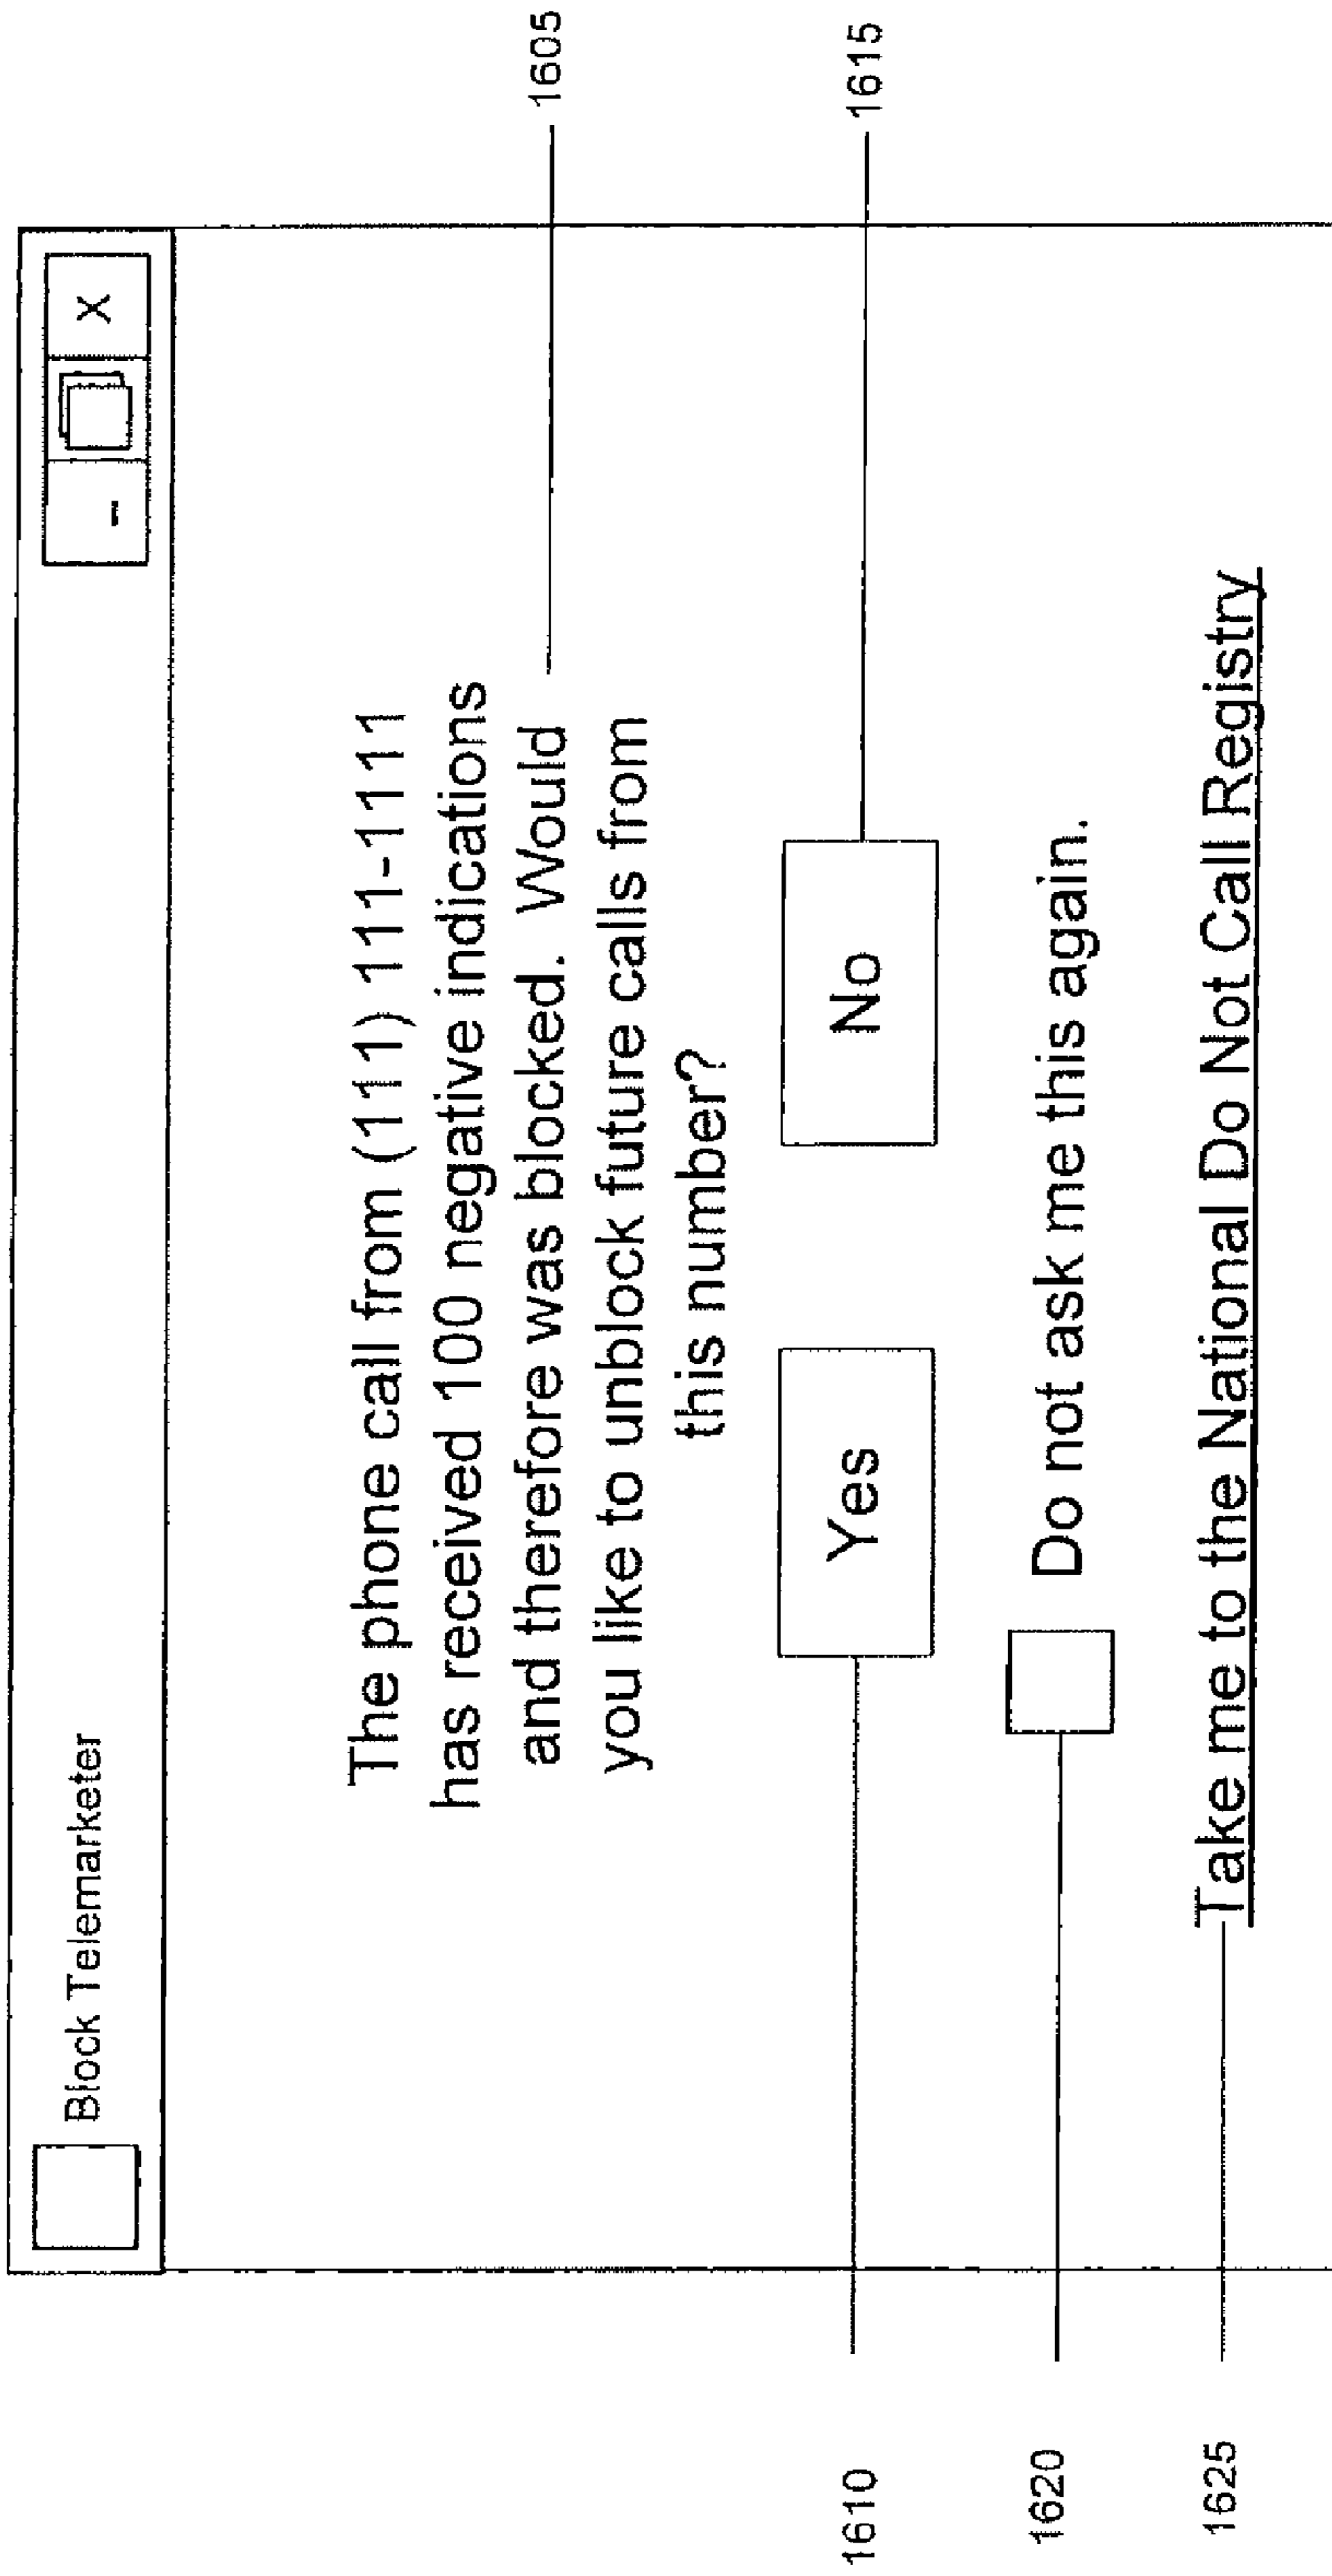 Block Telemarketer
- X
The phone call from (111) 111-1111
has received 100 negative indications
and therefore was blocked. Would
you like to unblock future calls from
this number?
1605
Yes
No
1610
1615
Do not ask me this again.
1620
Take me to the National Do Not Call Registry
1625